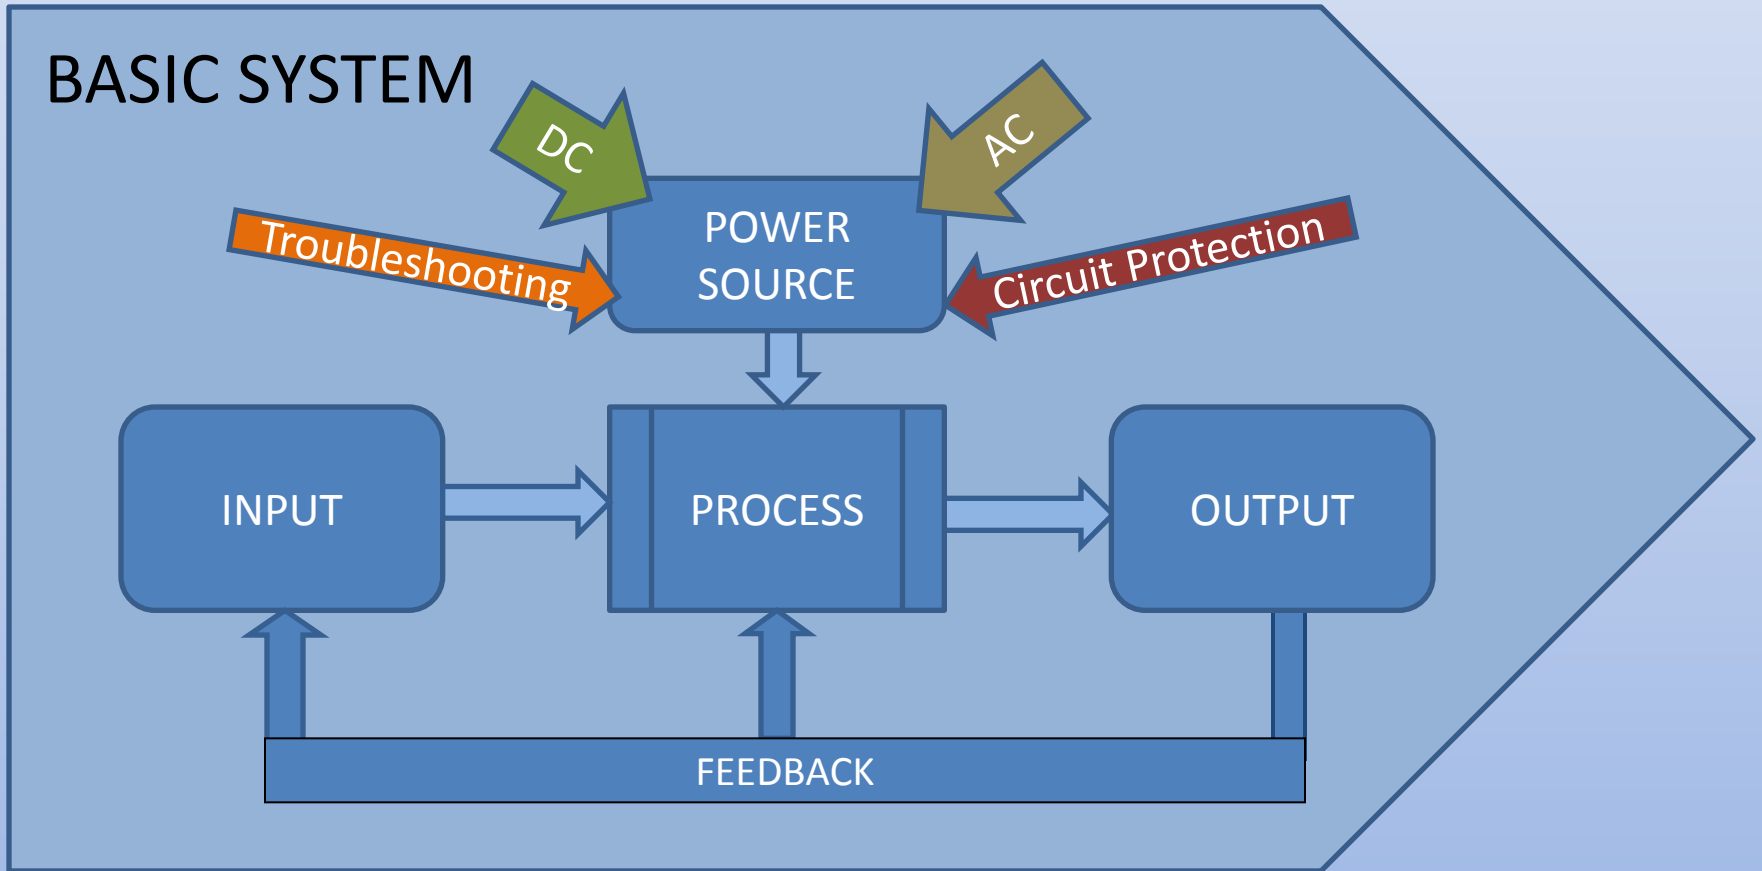 BASIC SYSTEM
DC
AC
Troubleshooting
POWER
SOURCE
Circuit Protection
INPUT
PROCESS
OUTPUT
FEEDBACK